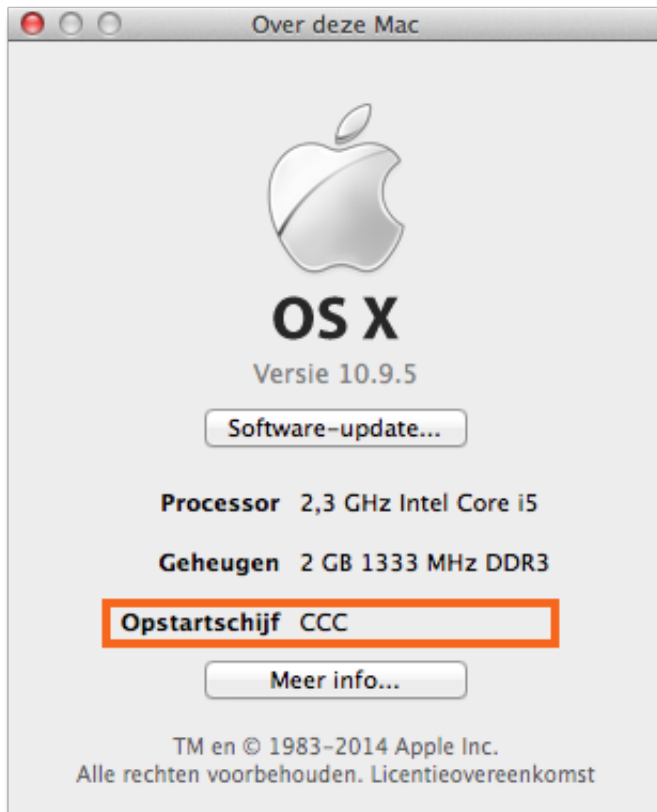 Over deze Mac
OS X
Versie 10.9.5
Software-update...
Processor 2,3 GHz Intel Core i5
Geheugen 2 GB 1333 MHz DDR3
Opstartschijf CCC
Meer info...
TM en © 1983-2014 Apple Inc.
Alle rechten voorbehouden. Licentieovereenkomst